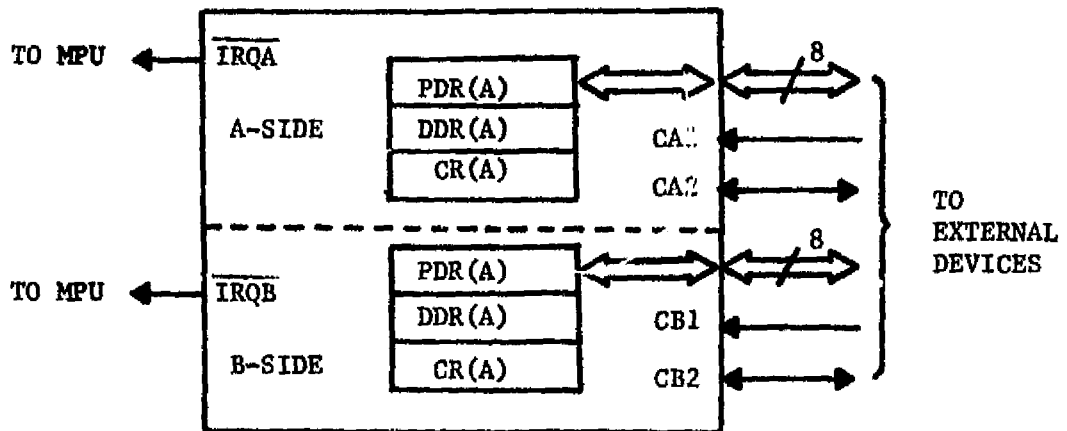 TO MPU
IRQA
A-SIDE
PDR(A)
DDR(A)
CR(A)
8
CA2
TO MPU
IRQB
B-SIDE
PDR(A)
DDR(A)
CR(A)
8
CB1
CB2
TO
EXTERNAL
DEVICES